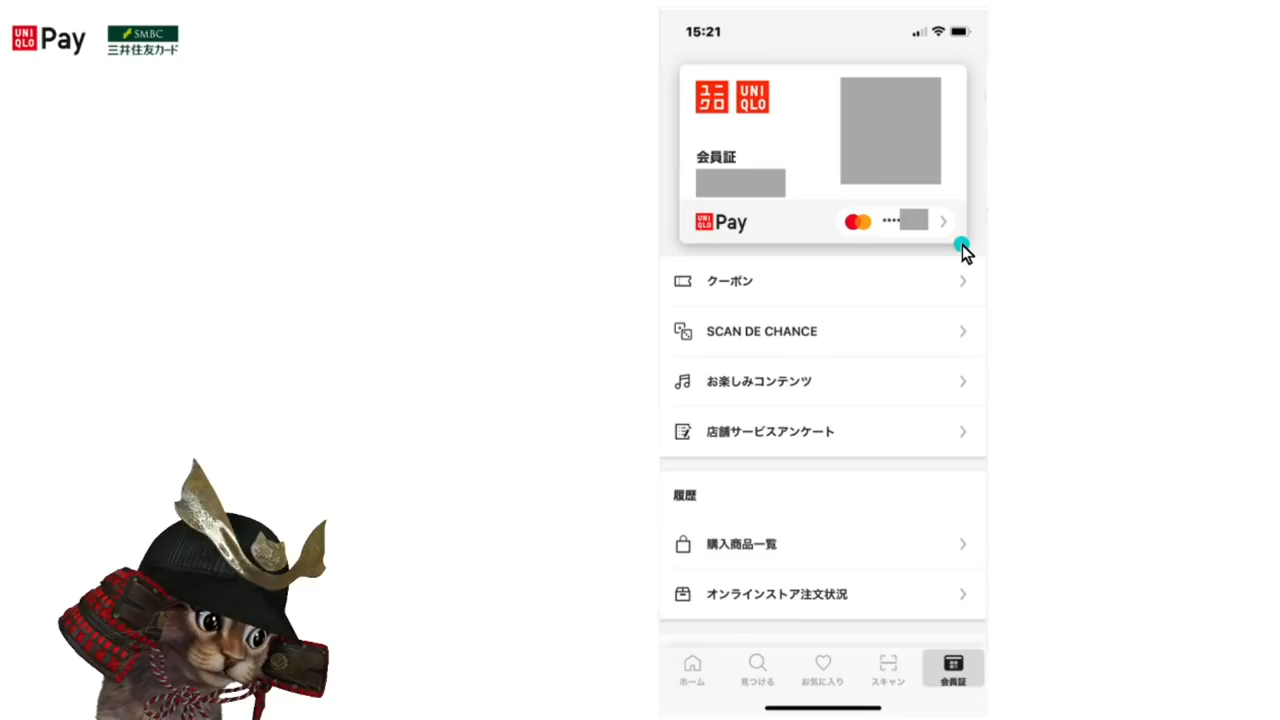 UNI
QLO Pay
SMBC
三井住友カード
15:21
ユニ
クロ
UNI
QLO
会員証
UNI
QLO Pay
••••
クーポン
SCAN DE CHANCE
お楽しみコンテンツ
店舗サービスアンケート
履歴
購入商品一覧
オンラインストア注文状況
ホーム
見つける
お気に入り
スキャン
会員証